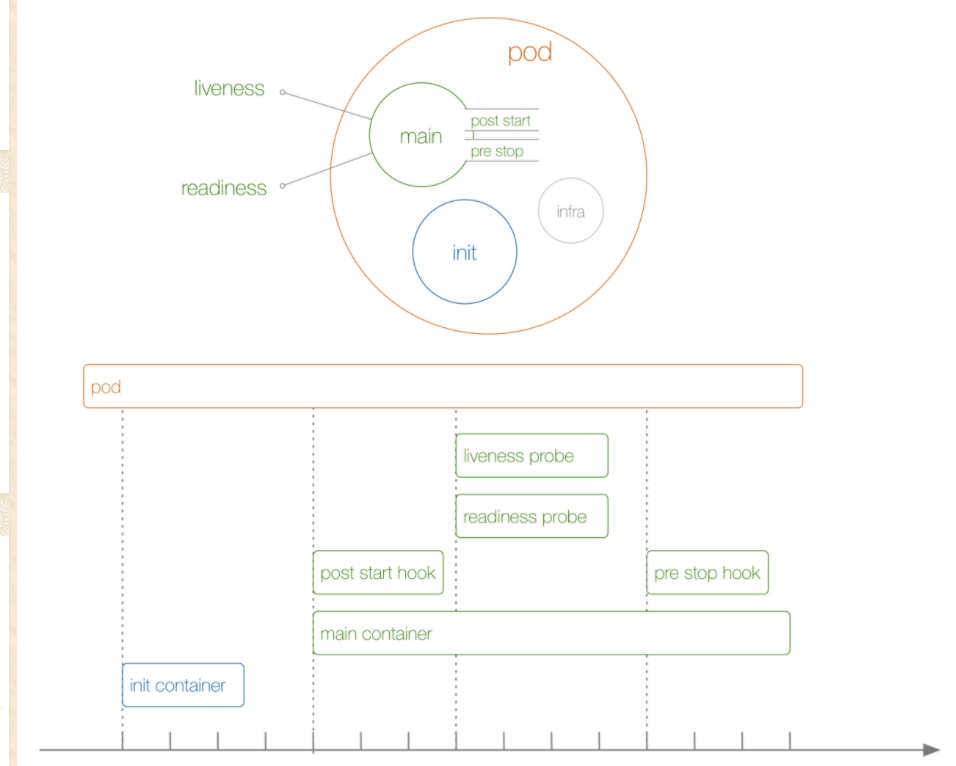 pod
liveness
main
post start
pre stop
readiness
infra
init
pod
liveness probe
readiness probe
post start hook
pre stop hook
main container
init container